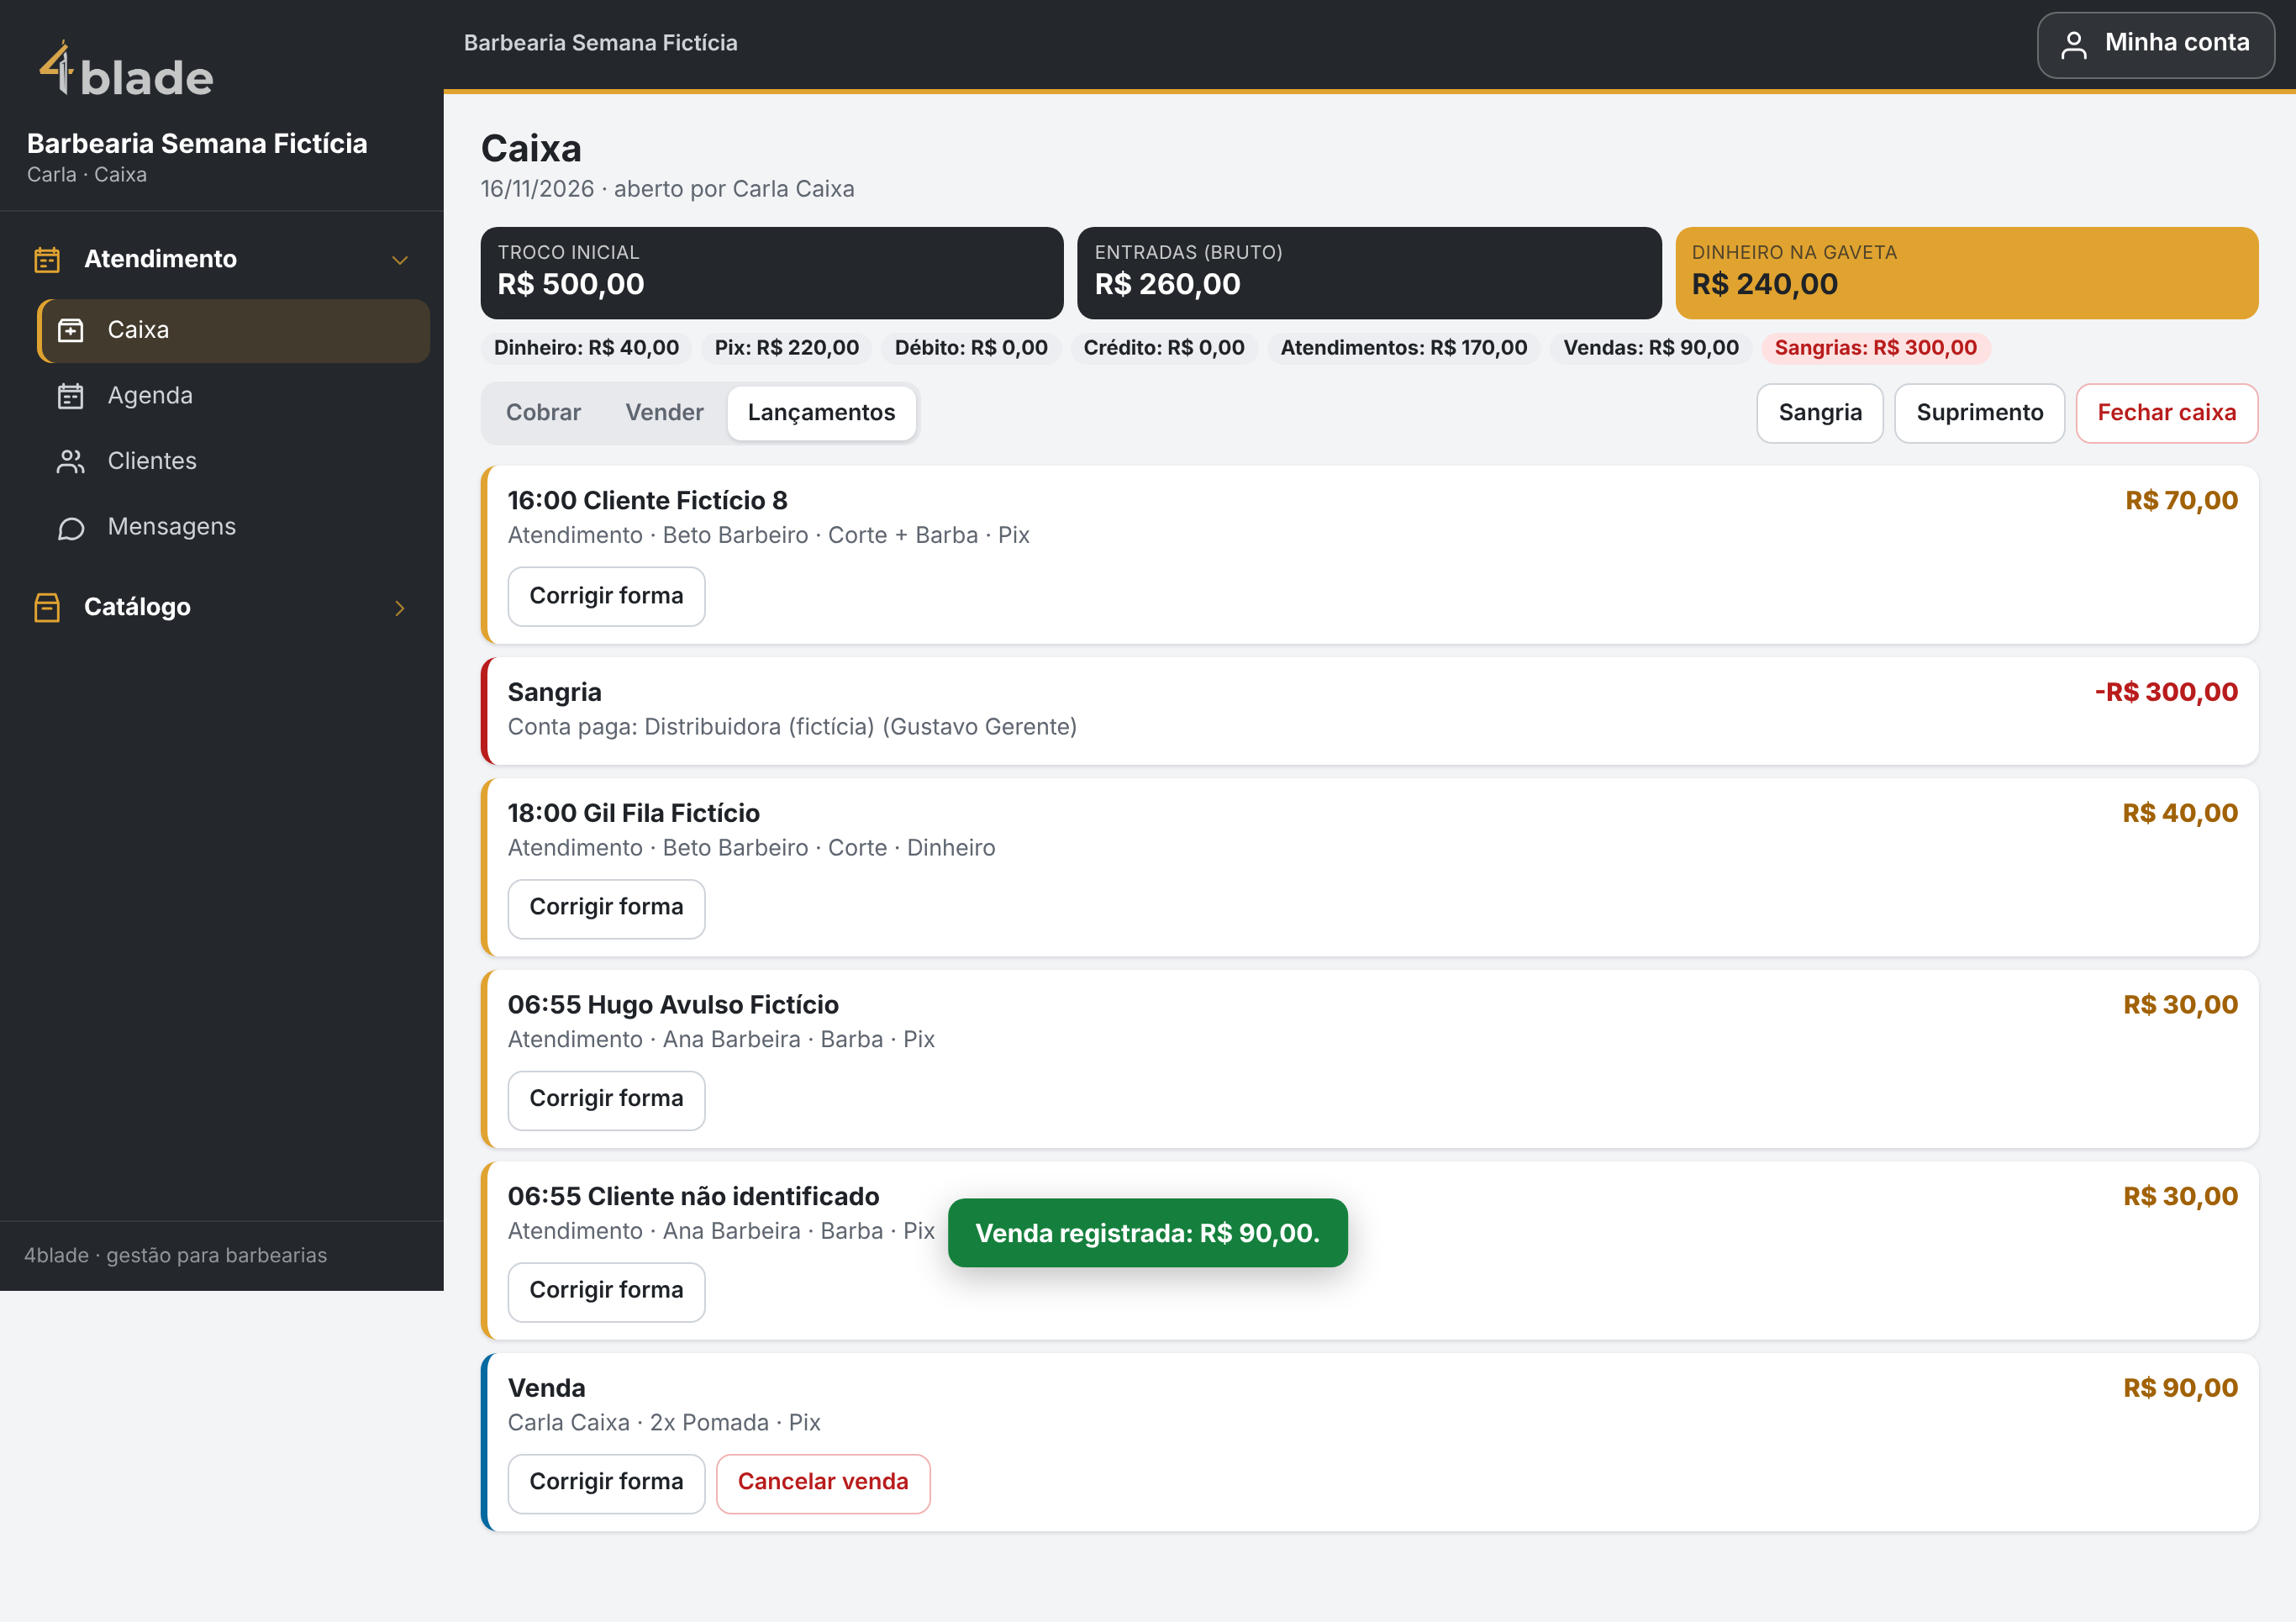 4blade
Barbearia Semana Fictícia
Carla · Caixa
Atendimento
Caixa
Agenda
Clientes
Mensagens
Catálogo
4blade · gestão para barbearias
Barbearia Semana Fictícia
Minha conta
Caixa
16/11/2026 · aberto por Carla Caixa
TROCO INICIAL
R$ 500,00
ENTRADAS (BRUTO)
R$ 260,00
DINHEIRO NA GAVETA
R$ 240,00
Dinheiro: R$ 40,00 Pix: R$ 220,00 Débito: R$ 0,00 Crédito: R$ 0,00 Atendimentos: R$ 170,00 Vendas: R$ 90,00 Sangrias: R$ 300,00
Cobrar Vender Lançamentos Sangria Suprimento Fechar caixa
16:00 Cliente Fictício 8 R$ 70,00
Atendimento · Beto Barbeiro · Corte + Barba · Pix
Corrigir forma
Sangria -R$ 300,00
Conta paga: Distribuidora (fictícia) (Gustavo Gerente)
18:00 Gil Fila Fictício R$ 40,00
Atendimento · Beto Barbeiro · Corte · Dinheiro
Corrigir forma
06:55 Hugo Avulso Fictício R$ 30,00
Atendimento · Ana Barbeira · Barba · Pix
Corrigir forma
06:55 Cliente não identificado R$ 30,00
Atendimento · Ana Barbeira · Barba · Pix
Venda registrada: R$ 90,00.
Corrigir forma
Venda R$ 90,00
Carla Caixa · 2x Pomada · Pix
Corrigir forma Cancelar venda